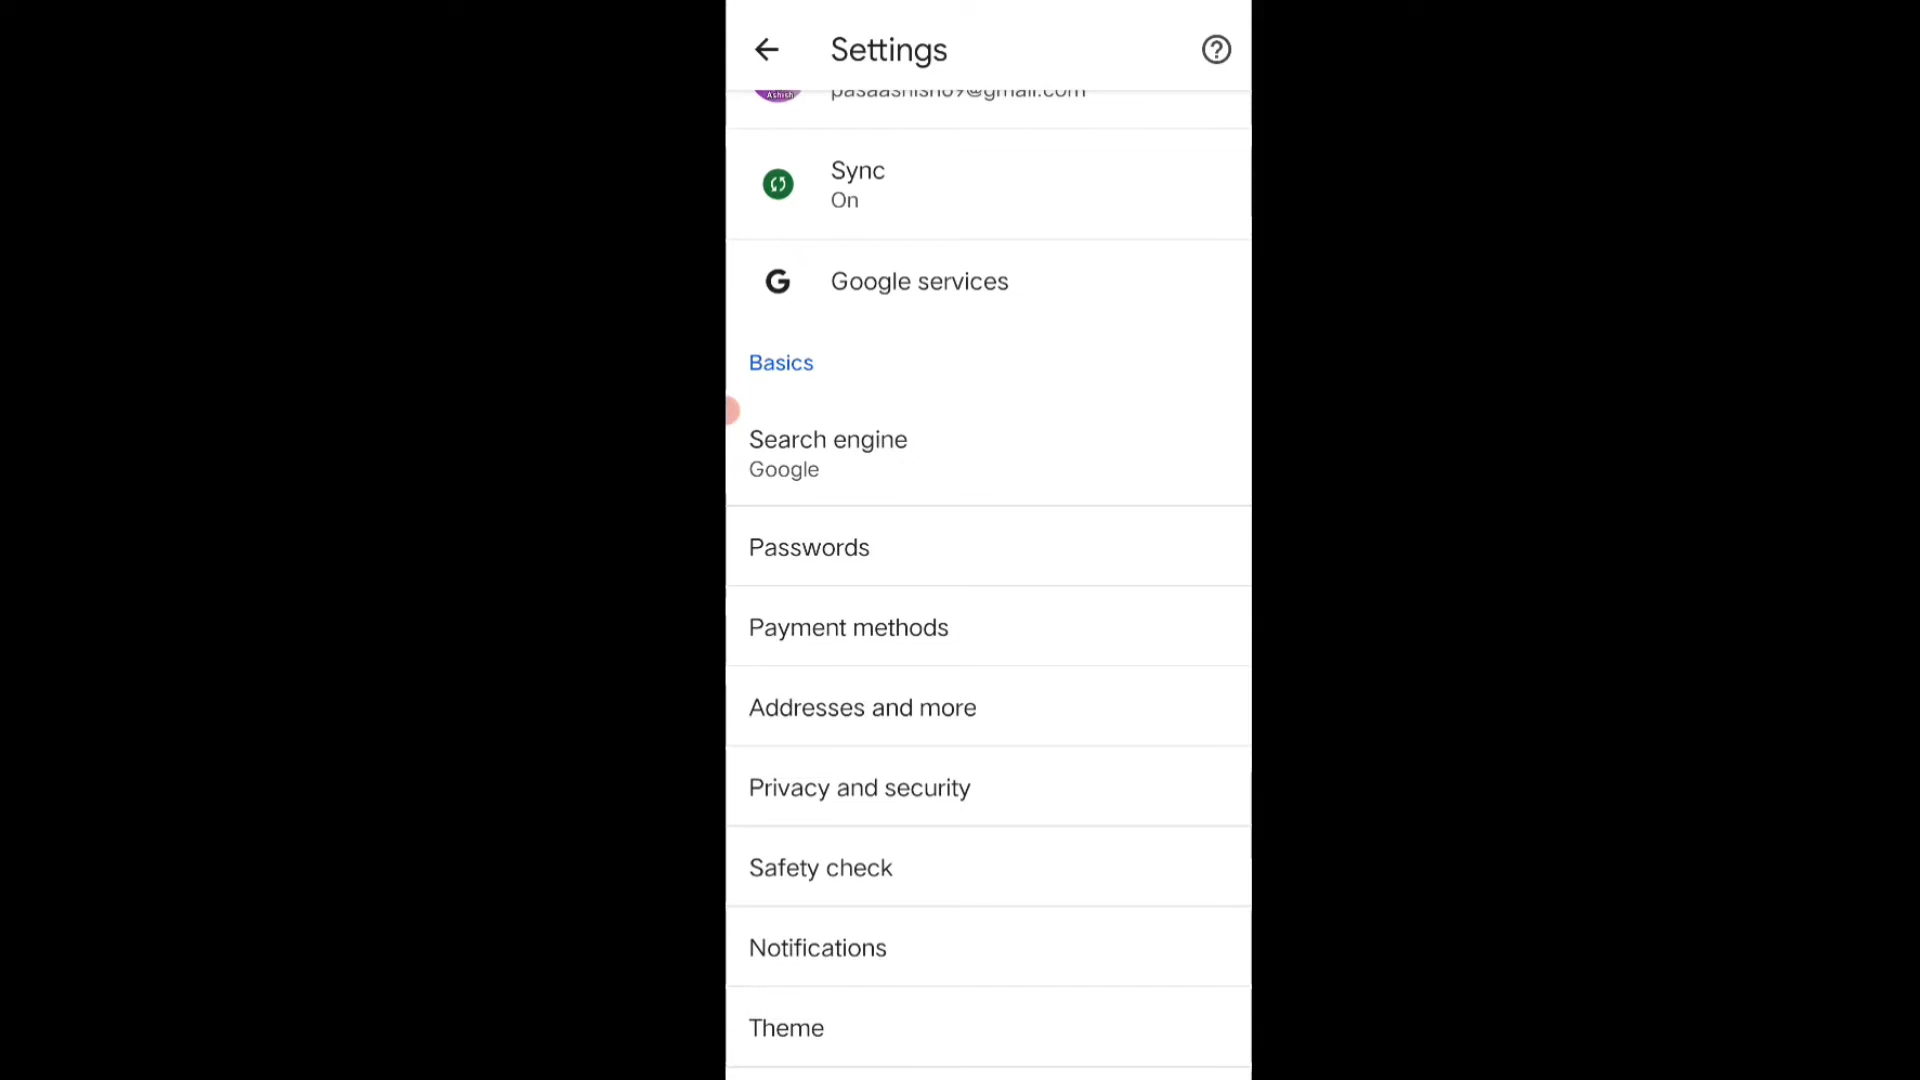 Settings
Ashish
Sync
On
Google services
Basics
Search engine
Google
Passwords
Payment methods
Addresses and more
Privacy and security
Safety check
Notifications
Theme